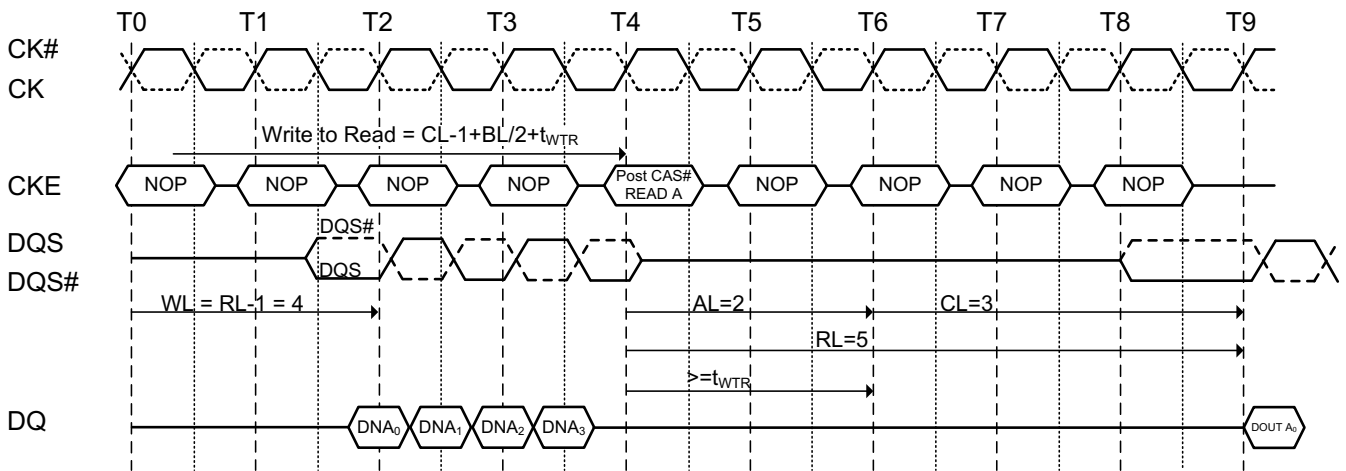 T0 T1 T2 T3 T4 T5 T6 T7 T8 T9
CK#
CK
Write to Read = CL-1+BL/2+tWTR
CKE NOP NOP NOP NOP Post CAS# READ A NOP NOP NOP NOP
DQS#
DQS
DQS
DQS#
WL = RL-1 = 4 AL=2 CL=3
RL=5
>=tWTR
DQ DNA0 DNA1 DNA2 DNA3 DOUT A0